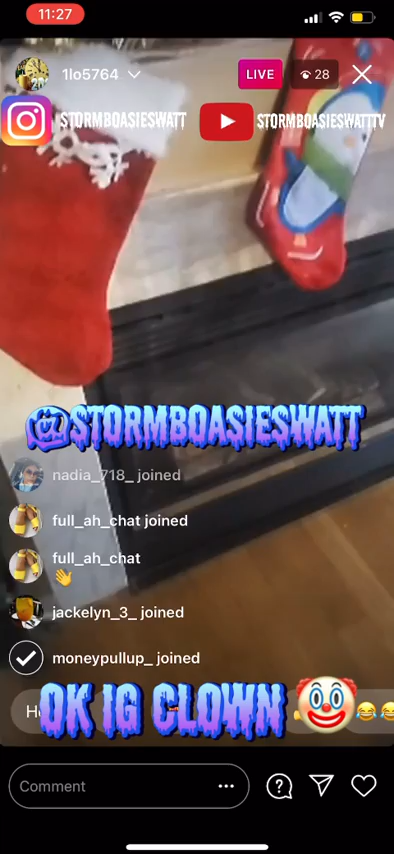 11:27
1lo5764
LIVE
28
STORMBOASIESWATT
STORMBOASIESWATTTV
@STORMBOASIESWATT
nadia_718_ joined
full_ah_chat joined
full_ah_chat
👋
jackelyn_3_ joined
moneypullup_ joined
OK IG CLOWN 🤡
😂😂
Comment